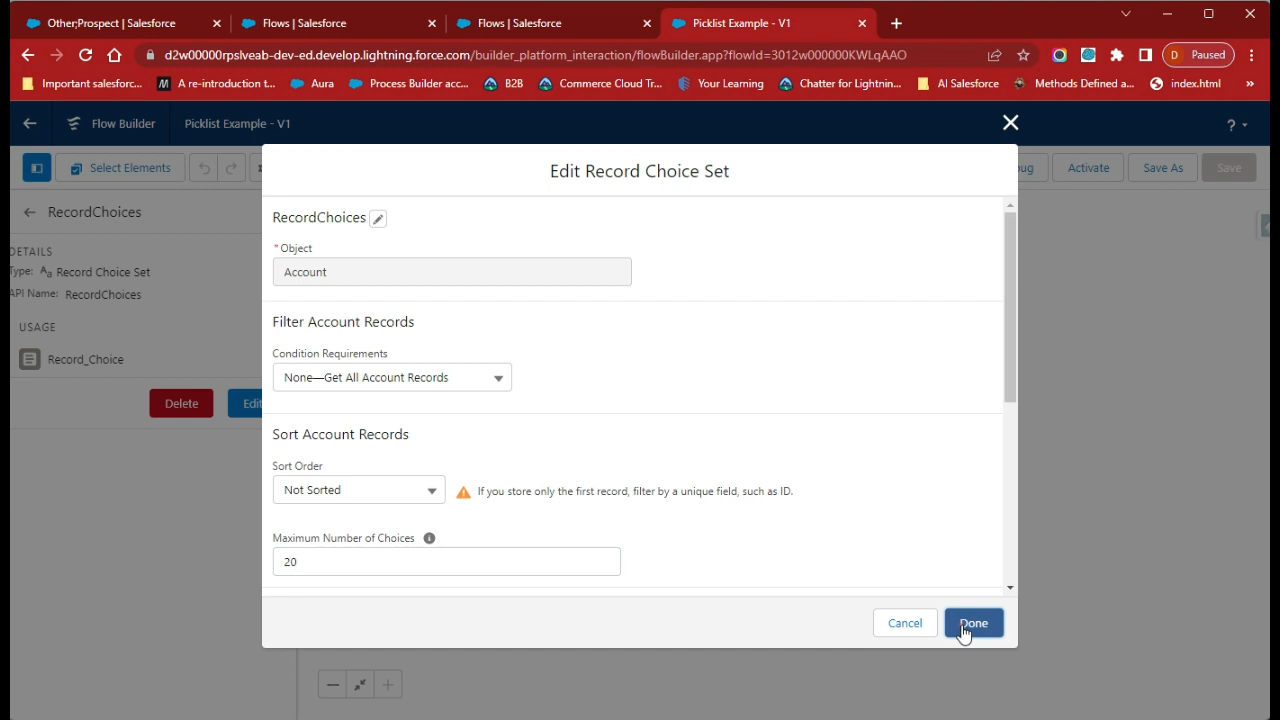 Other;Prospect | Salesforce
Flows | Salesforce
Flows | Salesforce
Picklist Example - V1
d2w00000rpslveab-dev-ed.develop.lightning.force.com/builder_platform_interaction/flowBuilder.app?flowId=3012w000000KWLqAAO
D Paused
Important salesforc...
A re-introduction t...
Aura
Process Builder acc...
B2B
Commerce Cloud Tr...
Your Learning
Chatter for Lightnin...
AI Salesforce
Methods Defined a...
index.html
»
Flow Builder
Picklist Example - V1
?
Select Elements
Activate
Save As
Save
Edit Record Choice Set
RecordChoices
DETAILS
Type: Aa Record Choice Set
API Name: RecordChoices
USAGE
Record_Choice
Delete
Edit
RecordChoices
* Object
Account
Filter Account Records
Condition Requirements
None—Get All Account Records
Sort Account Records
Sort Order
Not Sorted
If you store only the first record, filter by a unique field, such as ID.
Maximum Number of Choices
20
Cancel
Done